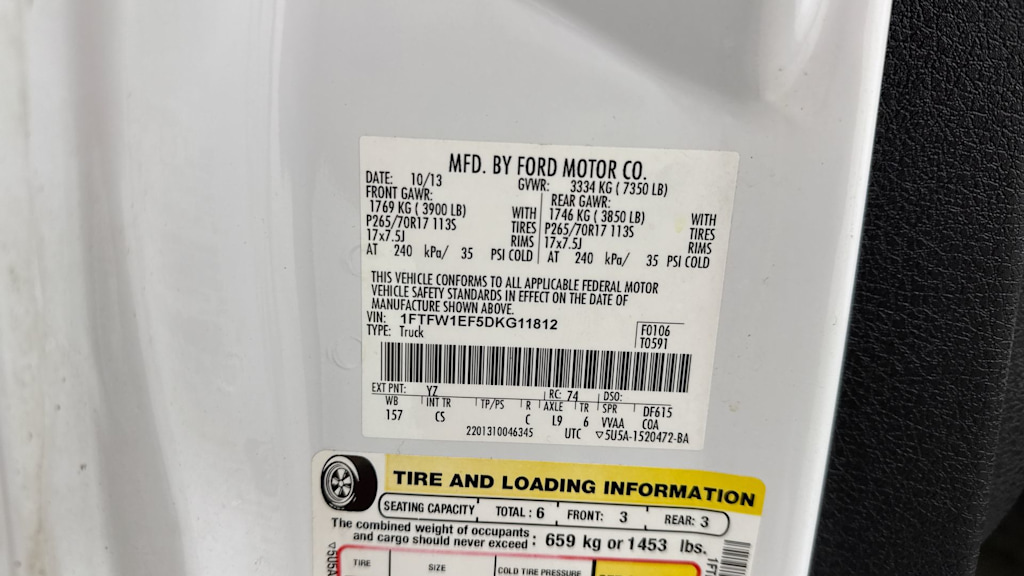 MFD. BY FORD MOTOR CO.
DATE: 10/13 GVWR: 3334 KG ( 7350 LB)
FRONT GAWR: REAR GAWR:
1769 KG ( 3900 LB) WITH 1746 KG ( 3850 LB) WITH
P265/70R17 113S TIRES P265/70R17 113S TIRES
17x7.5J RIMS 17x7.5J RIMS
AT 240 kPa/ 35 PSI COLD AT 240 kPa/ 35 PSI COLD
THIS VEHICLE CONFORMS TO ALL APPLICABLE FEDERAL MOTOR
VEHICLE SAFETY STANDARDS IN EFFECT ON THE DATE OF
MANUFACTURE SHOWN ABOVE.
VIN: 1FTFW1EF5DKG11812 F0106
TYPE: Truck T0591
EXT PNT: YZ RC: 74 DSO:
WB INT TR TP/PS R AXLE TR SPR DF615
157 CS C L9 6 VVAA COA
2201310046345 UTC ▽5U5A-1520472-BA
TIRE AND LOADING INFORMATION
SEATING CAPACITY TOTAL : 6 FRONT: 3 REAR: 3
The combined weight of occupants
and cargo should never exceed : 659 kg or 1453 lbs.
TIRE SIZE COLD TIRE PRESSURE
▽5U5A
1FT